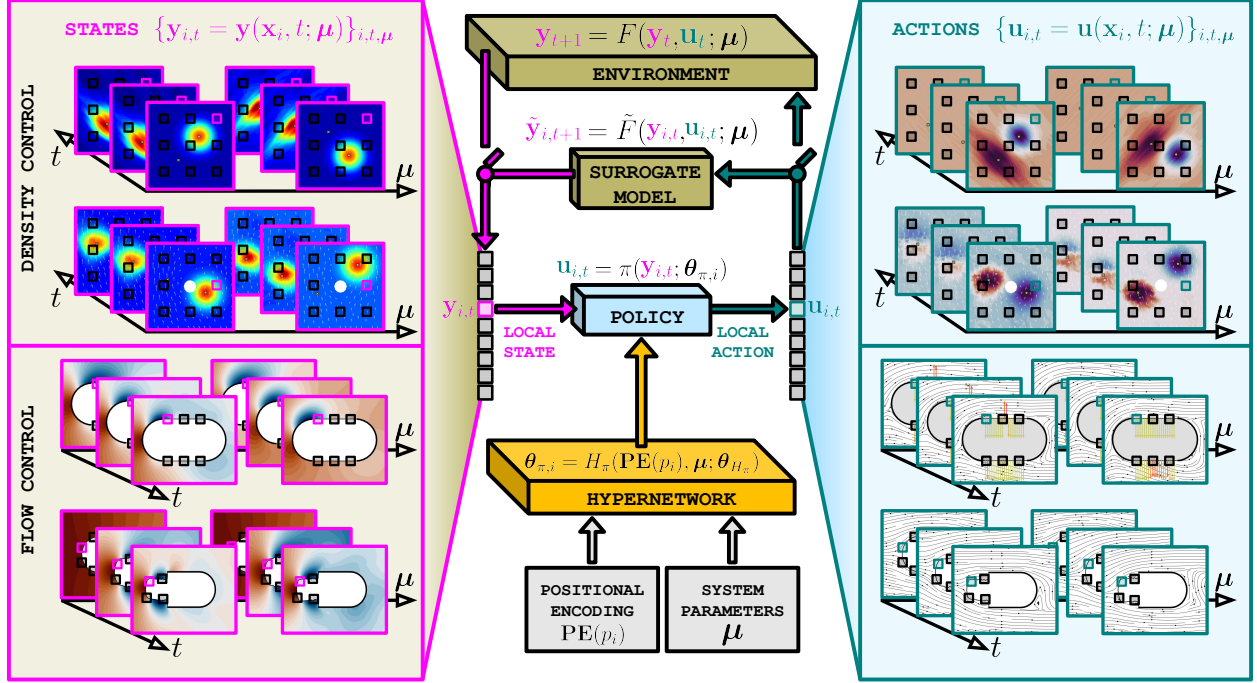 STATES {y_{i,t} = y(x_i, t; μ)}_{i,t,μ}
DENSITY CONTROL
t
μ
t
μ
FLOW CONTROL
μ
t
μ
t
y_{t+1} = F(y_t, u_t; μ)
ENVIRONMENT
ỹ_{i,t+1} = F̃(y_{i,t}, u_{i,t}; μ)
SURROGATE
MODEL
u_{i,t} = π(y_{i,t}; θ_{π,i})
y_{i,t}
POLICY
u_{i,t}
LOCAL
STATE
LOCAL
ACTION
θ_{π,i} = H_π(PE(p_i), μ; θ_{H_π})
HYPERNETWORK
POSITIONAL
ENCODING
PE(p_i)
SYSTEM
PARAMETERS
μ
ACTIONS {u_{i,t} = u(x_i, t; μ)}_{i,t,μ}
t
μ
t
μ
μ
t
μ
t